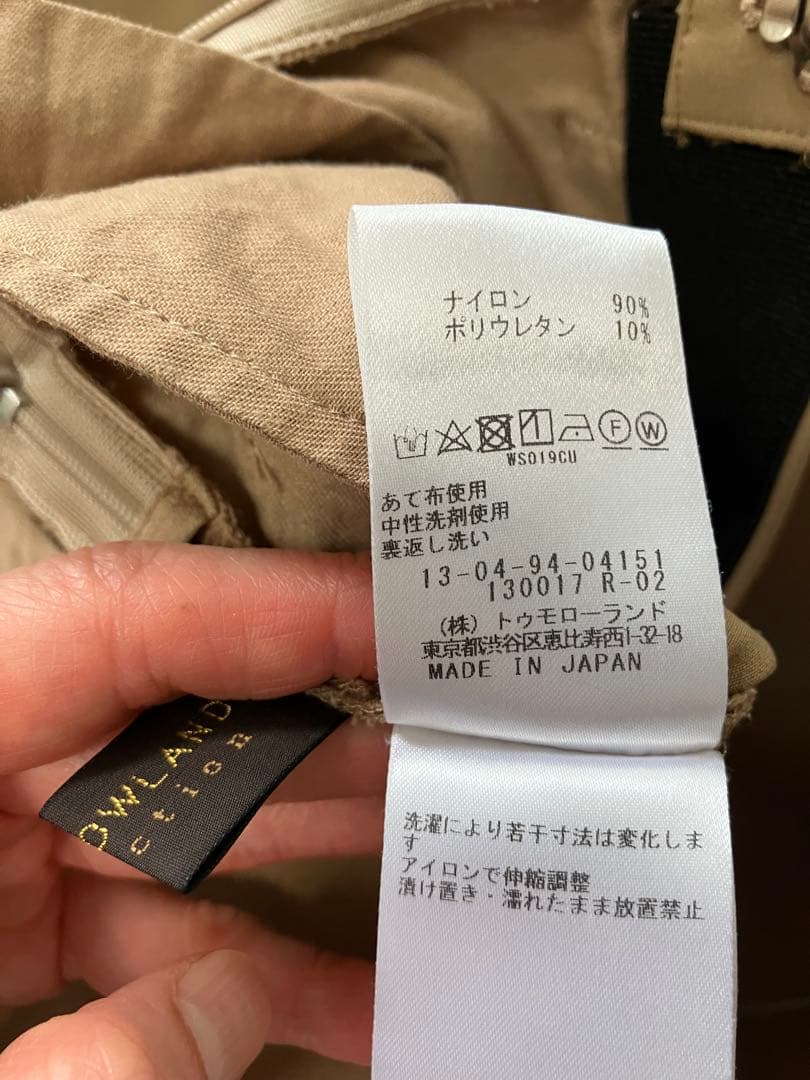 ナイロン 90%
ポリウレタン 10%
F W
WS019CU
あて布使用
中性洗剤使用
裏返し洗い
13-04-94-04151
130017 R-02
(株) トゥモローランド
東京都渋谷区恵比寿西1-32-18
MADE IN JAPAN
OWLAND
ction
洗濯により若干寸法は変化しま
す
アイロンで伸縮調整
漬け置き・濡れたまま放置禁止